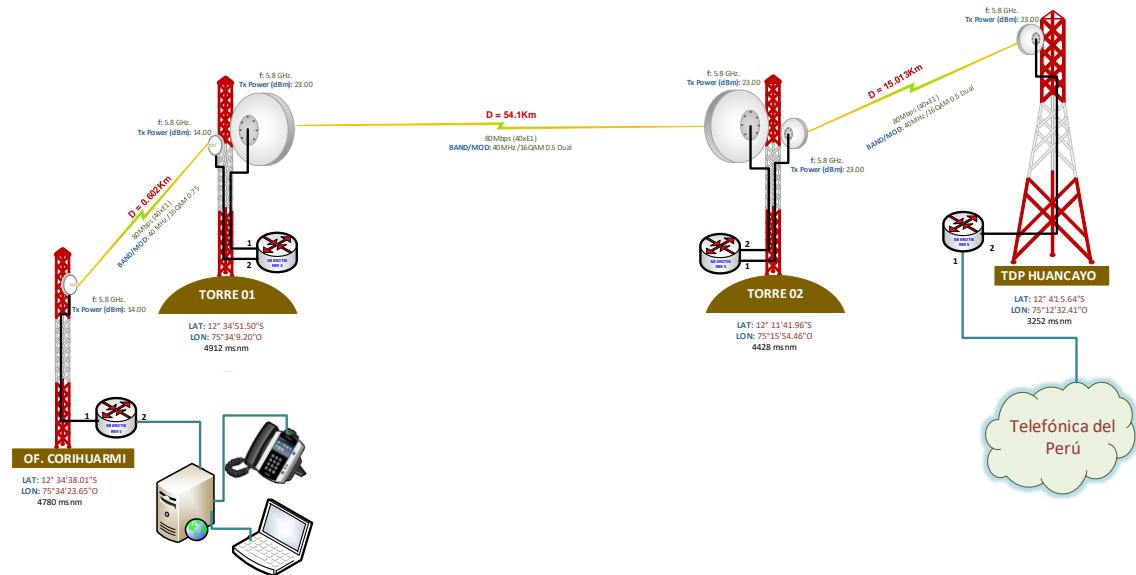 f: 5.8 GHz.
Tx Power (dBm): 14.00
D = 0.602Km
80Mbps (40xE1)
BAND/MOD: 40 MHz /16QAM 0.75
f: 5.8 GHz.
Tx Power (dBm): 14.00
1
2
OF. CORIHUARMI
LAT: 12° 34'38.01"S
LON: 75°34'23.65"O
4780 msnm
f: 5.8 GHz.
Tx Power (dBm): 23.00
1
2
TORRE 01
LAT: 12° 34'51.50"S
LON: 75°34'9.20"O
4912 msnm
D = 54.1Km
80Mbps (40xE1)
BAND/MOD: 40MHz /16QAM 0.5 Dual
f: 5.8 GHz.
Tx Power (dBm): 23.00
f: 5.8 GHz.
Tx Power (dBm): 23.00
MIKROTIK
2
1
TORRE 02
LAT: 12° 11'41.96"S
LON: 75°15'54.46"O
4428 msnm
D = 15.013Km
80Mbps (40xE1)
BAND/MOD: 40MHz /16QAM 0.5 Dual
f: 5.8 GHz.
Tx Power (dBm): 23.00
1
2
TDP HUANCAYO
LAT: 12° 4'15.64"S
LON: 75°12'32.41"O
3252 msnm
Telefónica del
Perú